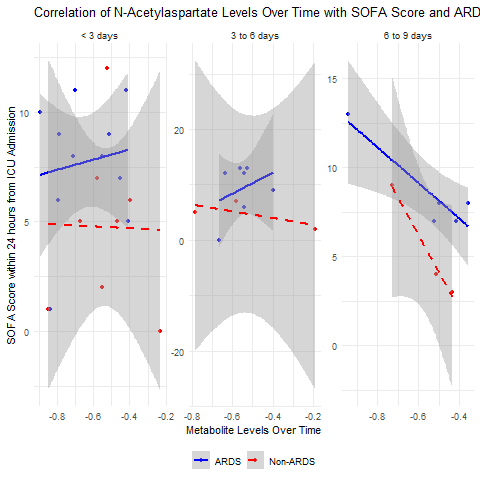 Correlation of N-Acetylaspartate Levels Over Time with SOFA Score and ARD
< 3 days
3 to 6 days
6 to 9 days
SOFA Score within 24 hours from ICU Admission
10
5
0
20
0
-20
15
10
5
0
-0.8 -0.6 -0.4 -0.2
-0.8 -0.6 -0.4 -0.2
-0.8 -0.6 -0.4
Metabolite Levels Over Time
ARDS Non-ARDS